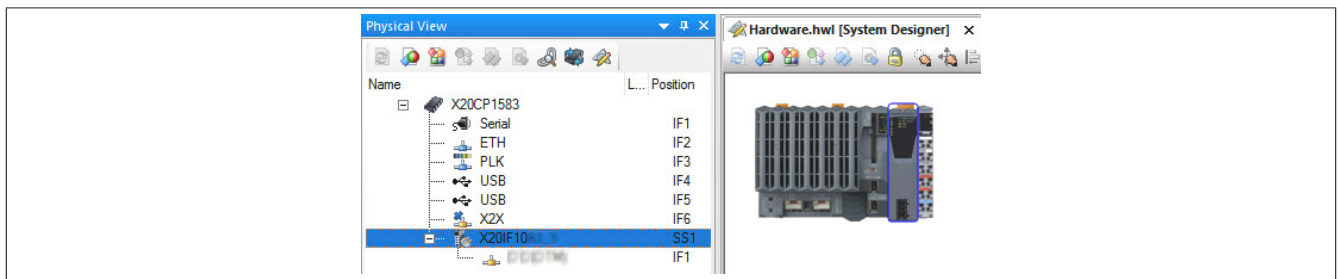 Physical View
Hardware.hwl [System Designer]
Name L... Position
X20CP1583
Serial IF1
ETH IF2
PLK IF3
USB IF4
USB IF5
X2X IF6
X20IF10 SS1
IF1